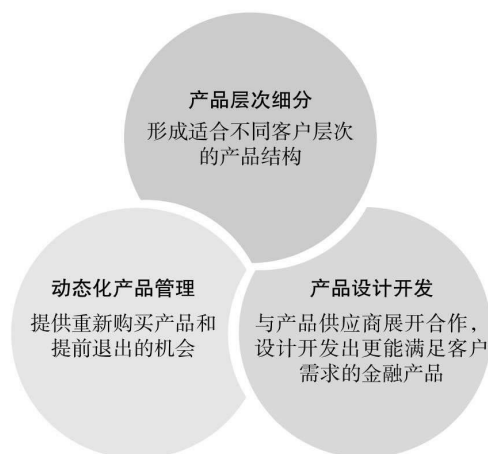 产品层次细分
形成适合不同客户层次
的产品结构
动态化产品管理
提供重新购买产品和
提前退出的机会
产品设计开发
与产品供应商展开合作，
设计开发出更能满足客户
需求的金融产品